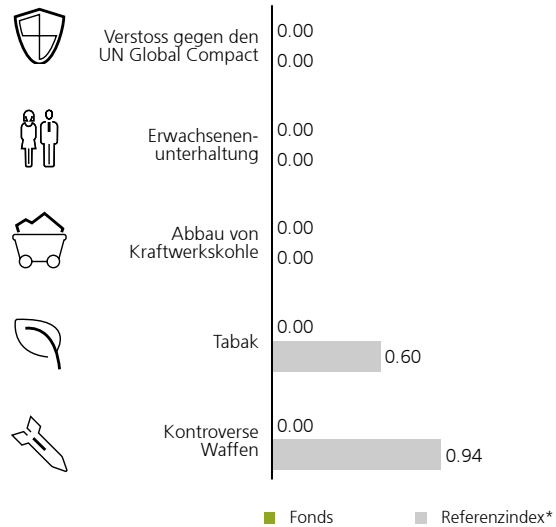 Verstoss gegen den
UN Global Compact
0.00
0.00
Erwachsenen-
unterhaltung
0.00
0.00
Abbau von
Kraftwerkskohle
0.00
0.00
Tabak
0.00
0.60
Kontroverse
Waffen
0.00
0.94
Fonds
Referenzindex*